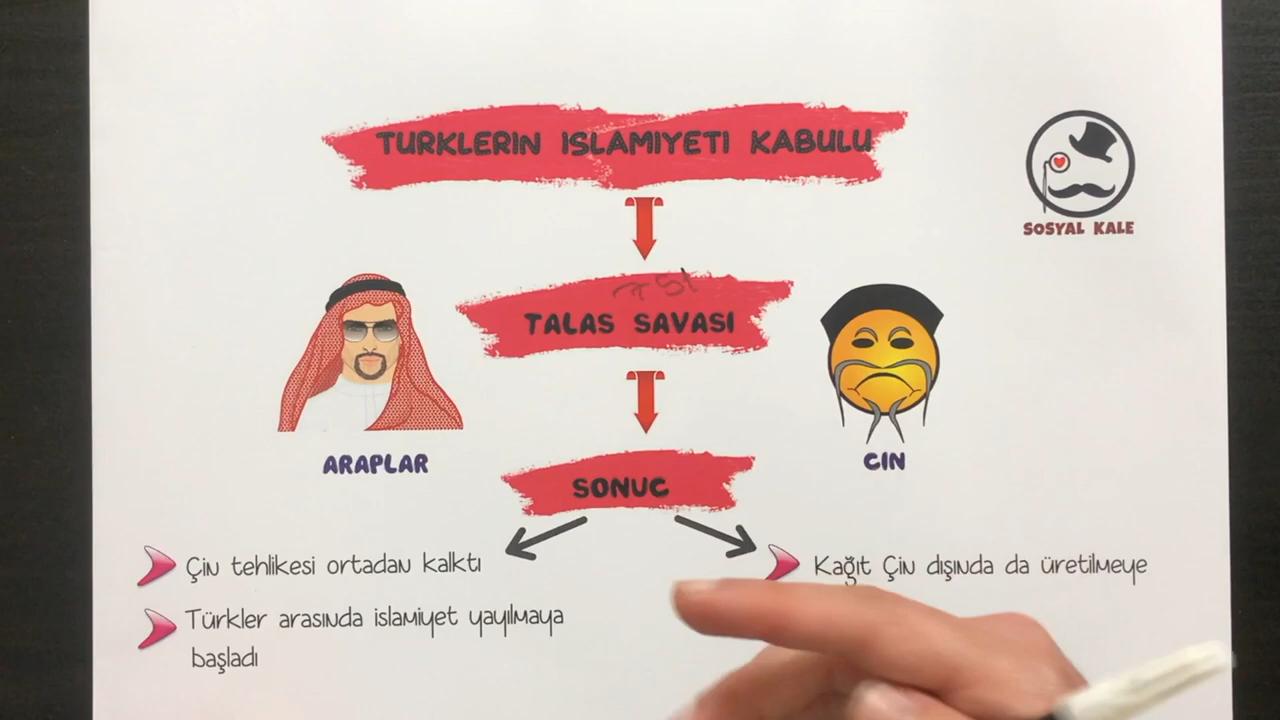 TURKLERIN ISLAMIYETI KABULU
SOSYAL KALE
751
TALAS SAVASI
ARAPLAR
CIN
SONUC
Çin tehlikesi ortadan kalktı
Türkler arasında islamiyet yayılmaya
başladı
Kağıt Çin dışında da üretilmeye